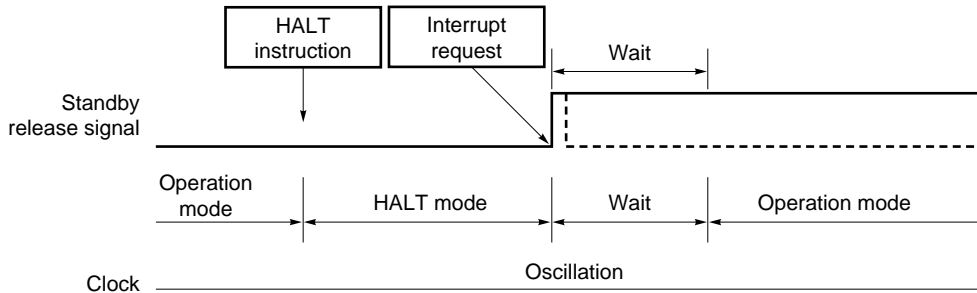 HALT
instruction
Interrupt
request
Wait
Standby
release signal
Operation
mode
HALT mode
Wait
Operation mode
Oscillation
Clock